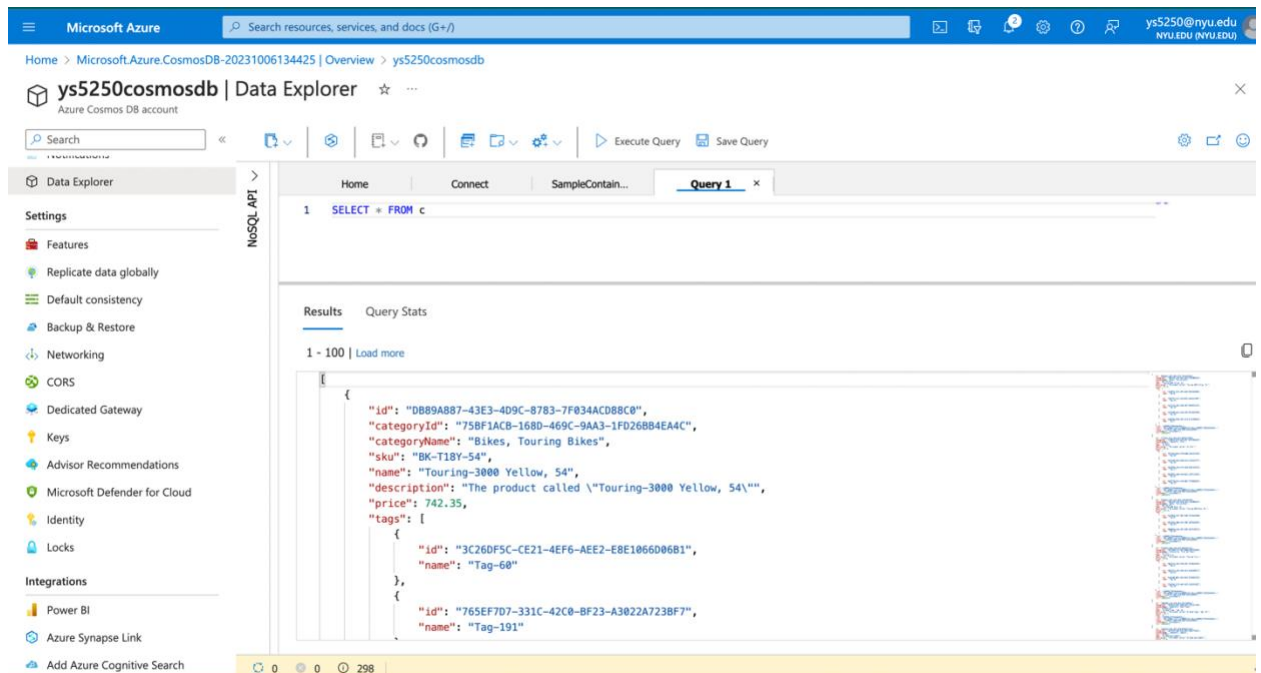 Microsoft Azure
Search resources, services, and docs (G+/)
2
ys5250@nyu.edu
NYU.EDU (NYU.EDU)
Home > Microsoft.Azure.CosmosDB-20231006134425 | Overview > ys5250cosmosdb
ys5250cosmosdb | Data Explorer
Azure Cosmos DB account
Search
Execute Query
Save Query
Notifications
Data Explorer
Settings
Features
Replicate data globally
Default consistency
Backup & Restore
Networking
CORS
Dedicated Gateway
Keys
Advisor Recommendations
Microsoft Defender for Cloud
Identity
Locks
Integrations
Power BI
Azure Synapse Link
Add Azure Cognitive Search
NoSQL API
Home
Connect
SampleContain...
Query 1 ×
1 SELECT * FROM c
Results
Query Stats
1 - 100 | Load more
[
{
"id": "DB89A887-43E3-4D9C-8783-7F034ACD88C0",
"categoryId": "75BF1ACB-168D-469C-9AA3-1FD26BB4EA4C",
"categoryName": "Bikes, Touring Bikes",
"sku": "BK-T18Y-54",
"name": "Touring-3000 Yellow, 54",
"description": "The product called \"Touring-3000 Yellow, 54\"",
"price": 742.35,
"tags": [
{
"id": "3C26DF5C-CE21-4EF6-AEE2-E8E1066D06B1",
"name": "Tag-60"
},
{
"id": "765EF7D7-331C-42C0-BF23-A3022A723BF7",
"name": "Tag-191"
0 0 298